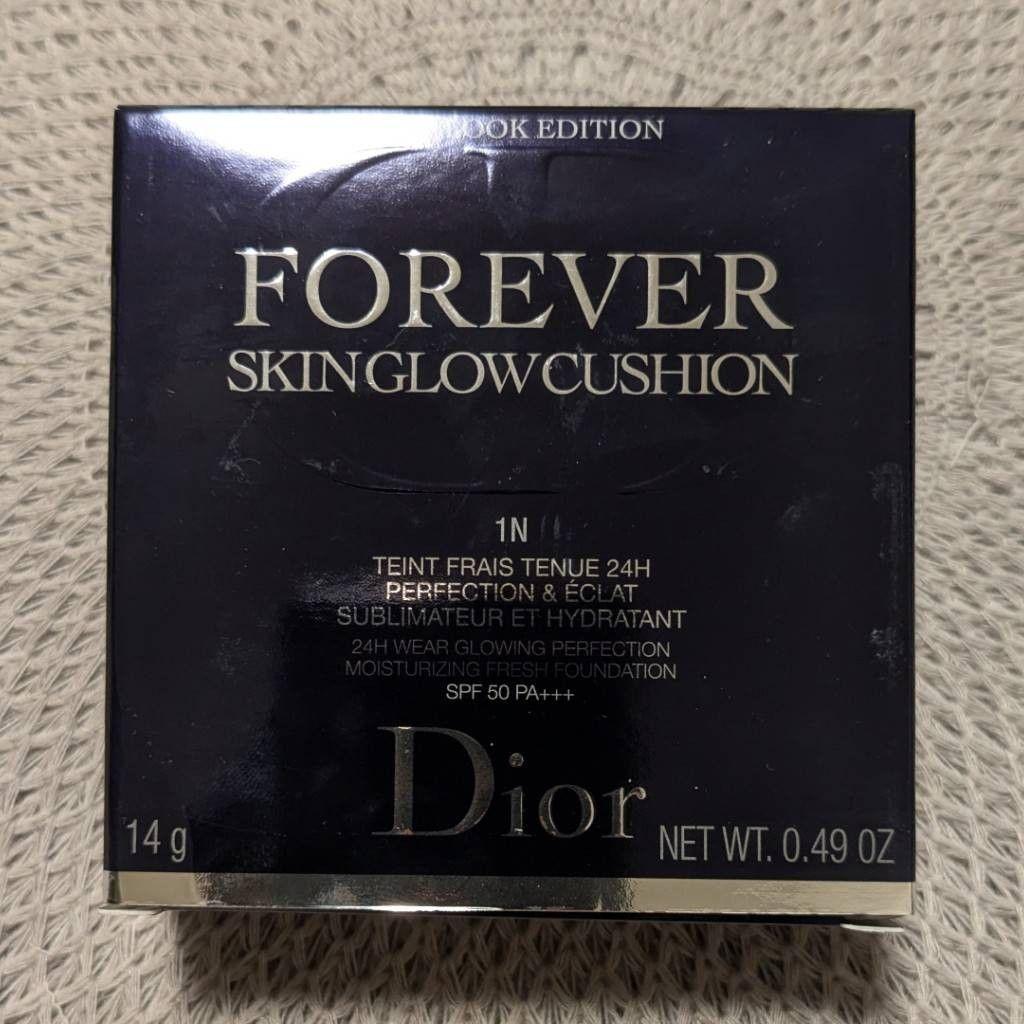 EDITION
FOREVER
SKIN GLOW CUSHION
1N
TEINT FRAIS TENUE 24H
PERFECTION & ÉCLAT
SUBLIMATEUR ET HYDRATANT
24H WEAR GLOWING PERFECTION
MOISTURIZING FRESH FOUNDATION
SPF 50 PA+++
Dior
14 g
NET WT. 0.49 OZ